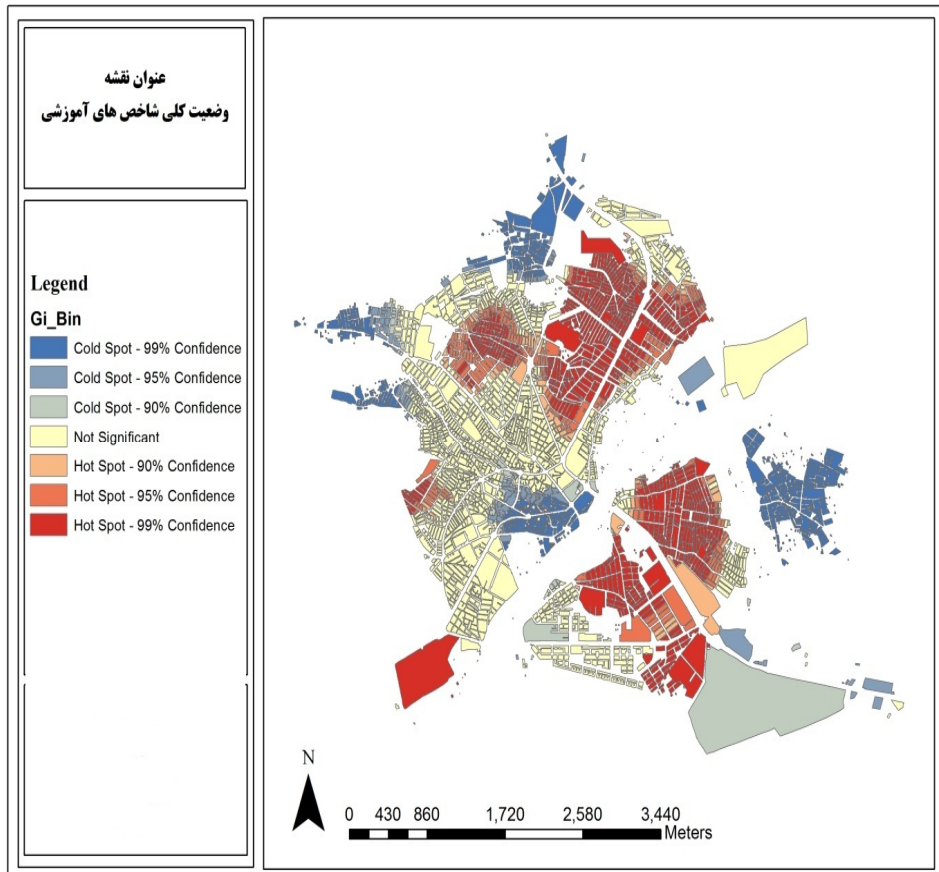 عنوان نقشه
وضعیت کلی شاخص های آموزشی
Legend
Gi_Bin
Cold Spot - 99% Confidence
Cold Spot - 95% Confidence
Cold Spot - 90% Confidence
Not Significant
Hot Spot - 90% Confidence
Hot Spot - 95% Confidence
Hot Spot - 99% Confidence
N
0 430 860 1,720 2,580 3,440
Meters